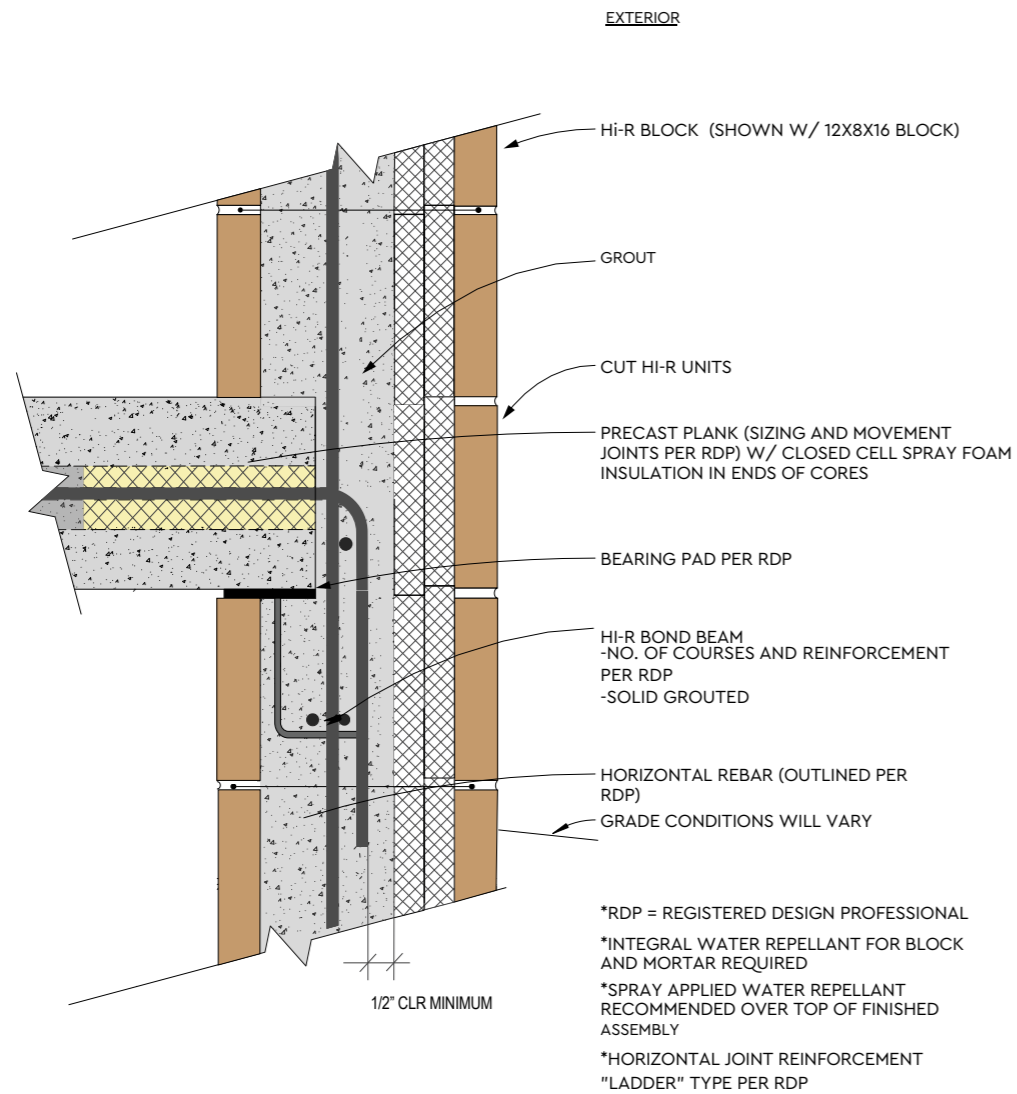 EXTERIOR
Hi-R BLOCK (SHOWN W/ 12X8X16 BLOCK)
GROUT
CUT HI-R UNITS
PRECAST PLANK (SIZING AND MOVEMENT
JOINTS PER RDP) W/ CLOSED CELL SPRAY FOAM
INSULATION IN ENDS OF CORES
BEARING PAD PER RDP
HI-R BOND BEAM
-NO. OF COURSES AND REINFORCEMENT
PER RDP
-SOLID GROUTED
HORIZONTAL REBAR (OUTLINED PER
RDP)
GRADE CONDITIONS WILL VARY
*RDP = REGISTERED DESIGN PROFESSIONAL
*INTEGRAL WATER REPELLANT FOR BLOCK
AND MORTAR REQUIRED
*SPRAY APPLIED WATER REPELLANT
RECOMMENDED OVER TOP OF FINISHED
ASSEMBLY
*HORIZONTAL JOINT REINFORCEMENT
"LADDER" TYPE PER RDP
1/2" CLR MINIMUM